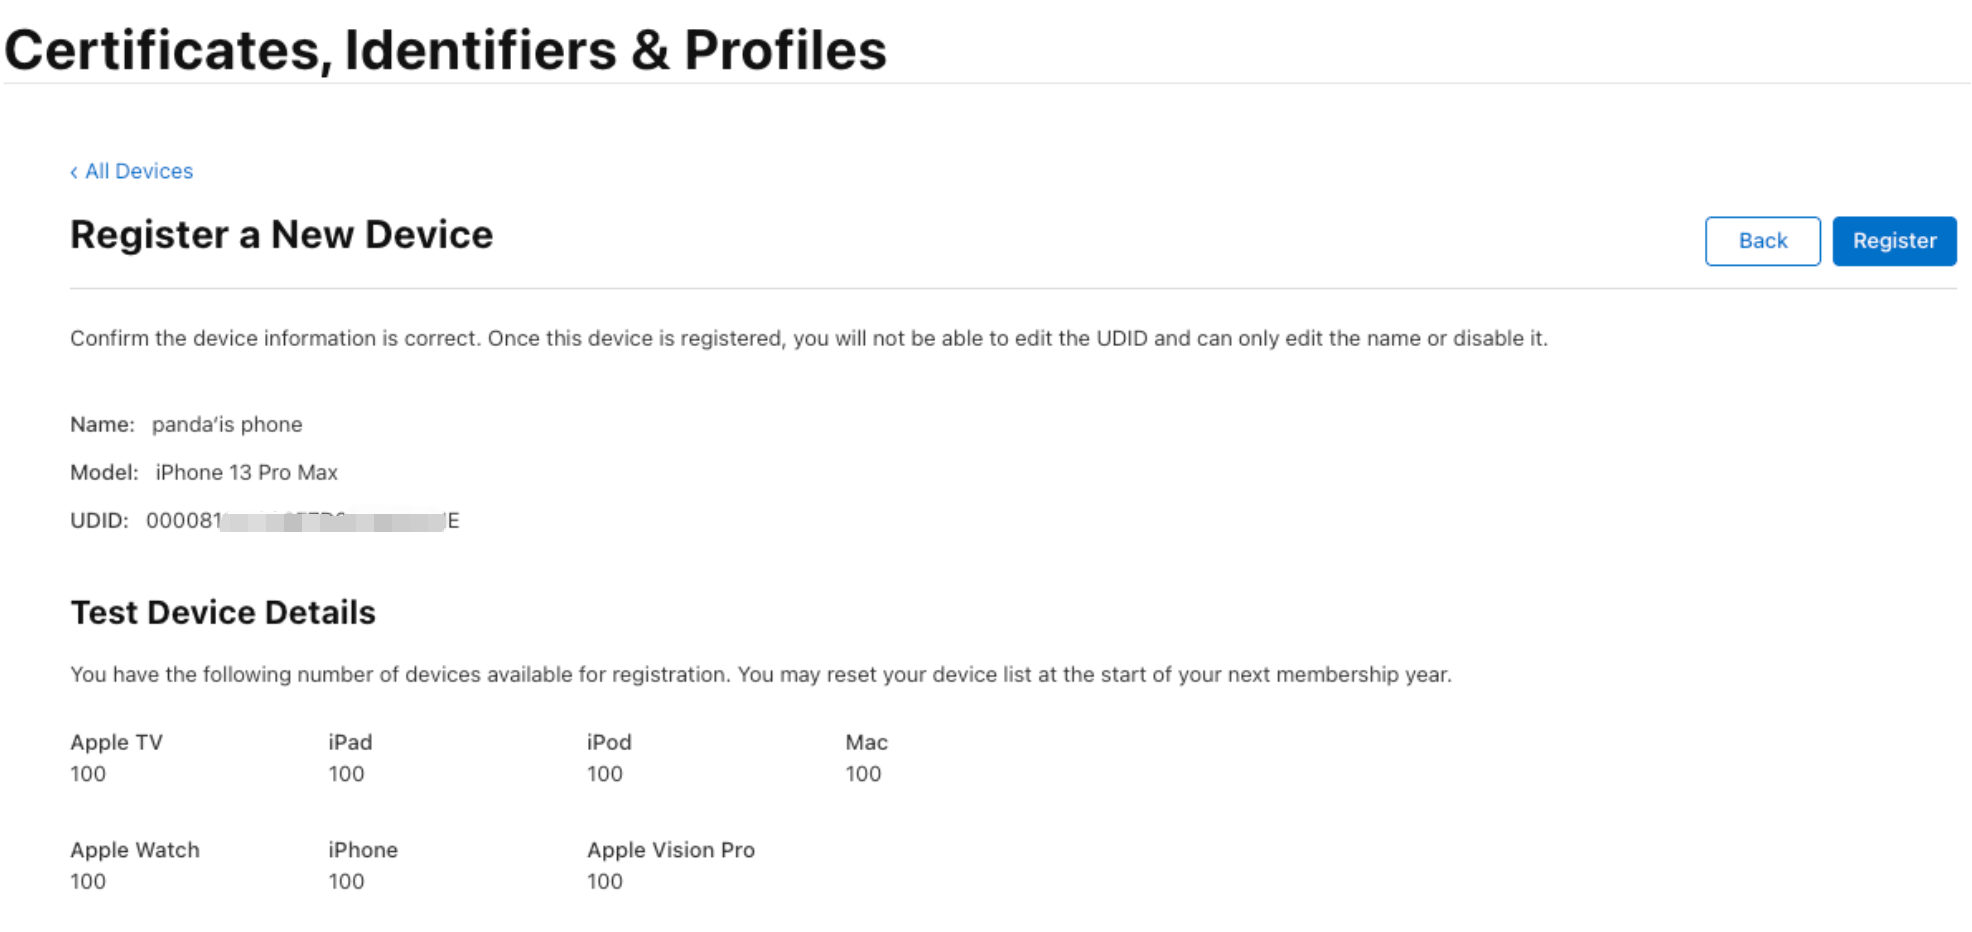 Certificates, Identifiers & Profiles
‹ All Devices
Register a New Device
Back
Register
Confirm the device information is correct. Once this device is registered, you will not be able to edit the UDID and can only edit the name or disable it.
Name: panda‘is phone
Model: iPhone 13 Pro Max
UDID: 000081 E
Test Device Details
You have the following number of devices available for registration. You may reset your device list at the start of your next membership year.
Apple TV iPad iPod Mac
100 100 100 100
Apple Watch iPhone Apple Vision Pro
100 100 100